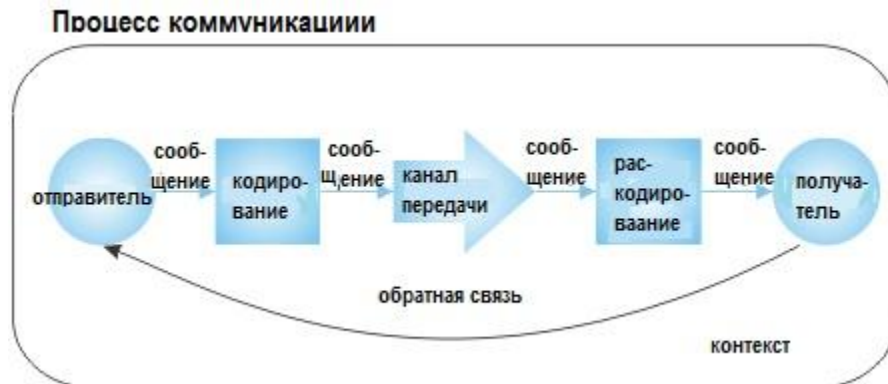 Процесс коммуникациии
отправитель
сооб-
щение
кодиро-
вание
сооб-
щение
канал
передачи
сооб-
щение
рас-
кодиро-
ваание
сооб-
щение
получа-
тель
обратная связь
контекст